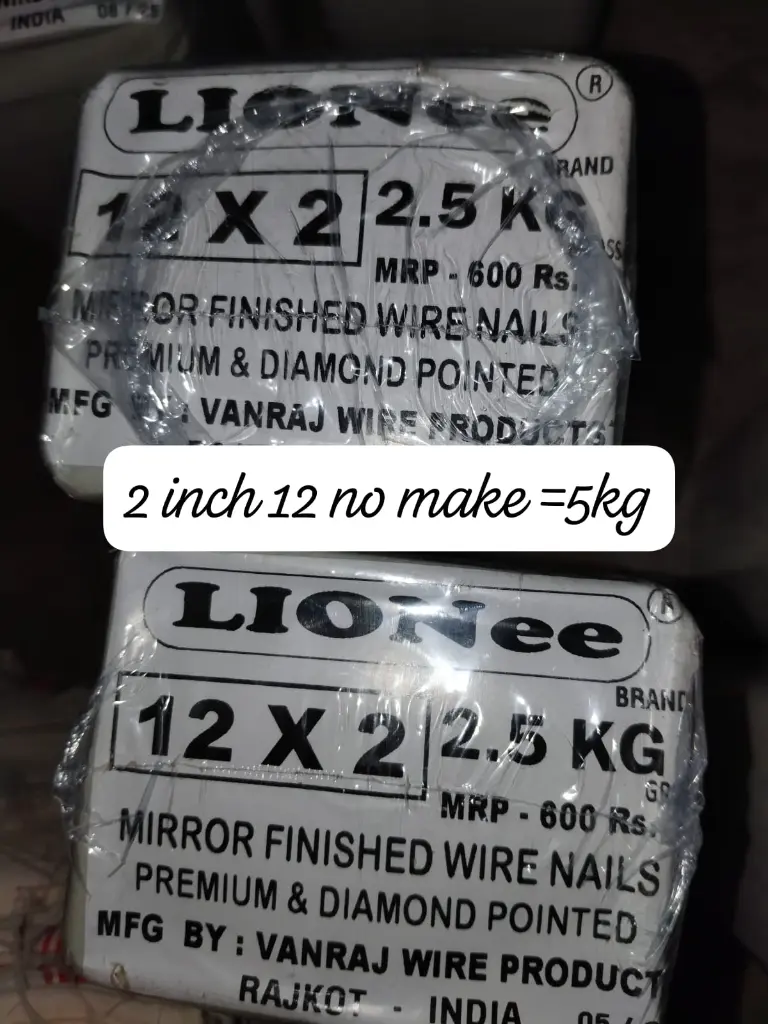 INDIA 08/25
LIONee ®
BRAND
12 X 2 2.5 KG
MRP - 600 Rs.
MIRROR FINISHED WIRE NAILS
PREMIUM & DIAMOND POINTED
MFG BY : VANRAJ WIRE PRODUCTS
2 inch 12 no make =5kg
LIONee ®
BRAND
12 X 2 2.5 KG
MRP - 600 Rs.
MIRROR FINISHED WIRE NAILS
PREMIUM & DIAMOND POINTED
MFG BY : VANRAJ WIRE PRODUCT
RAJKOT - INDIA